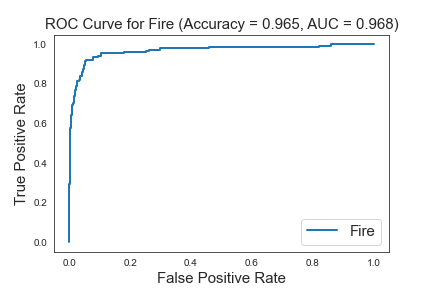 ROC Curve for Fire (Accuracy = 0.965, AUC = 0.968)
True Positive Rate
1.0
0.8
0.6
0.4
0.2
0.0
Fire
0.0 0.2 0.4 0.6 0.8 1.0
False Positive Rate